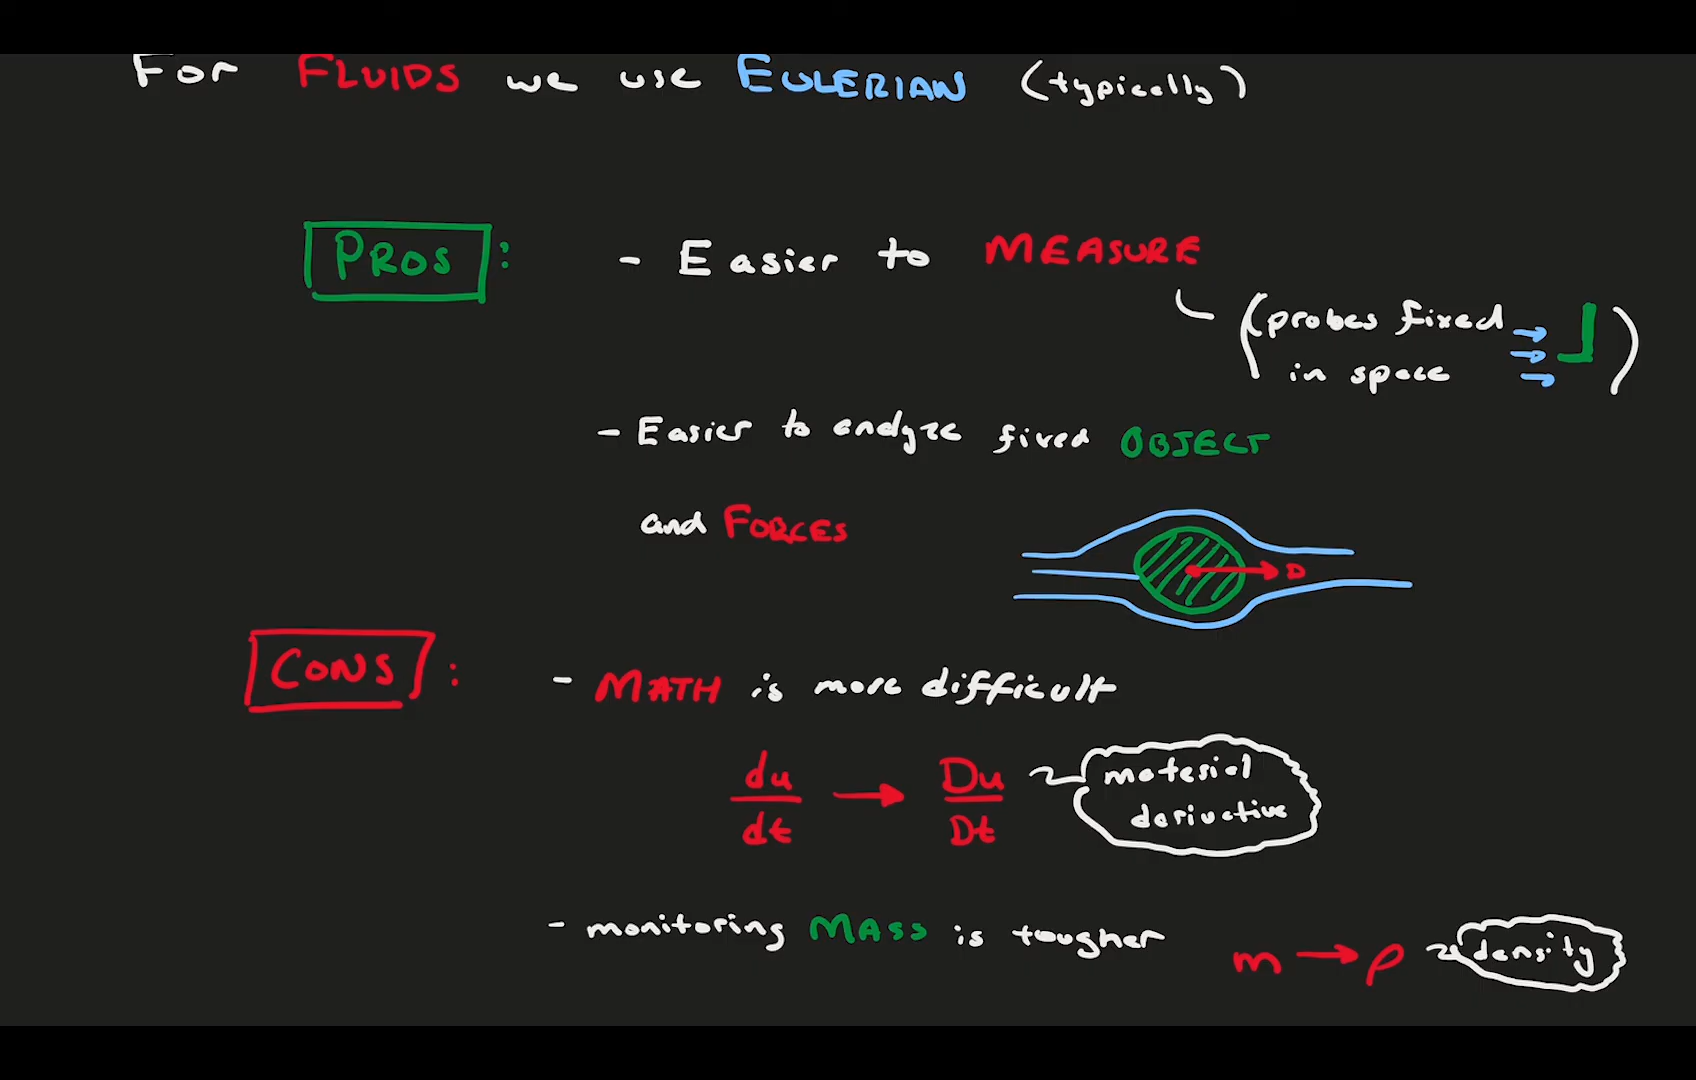 For FLUIDS we use EULERIAN (typically)
PROS :
- Easier to MEASURE
(probes fixed
in space )
- Easier to analyze fixed OBJECT
and FORCES
D
CONS :
- MATH is more difficult
du/dt → Du/Dt ~ material
derivative
- monitoring MASS is tougher
m → ρ ~ density